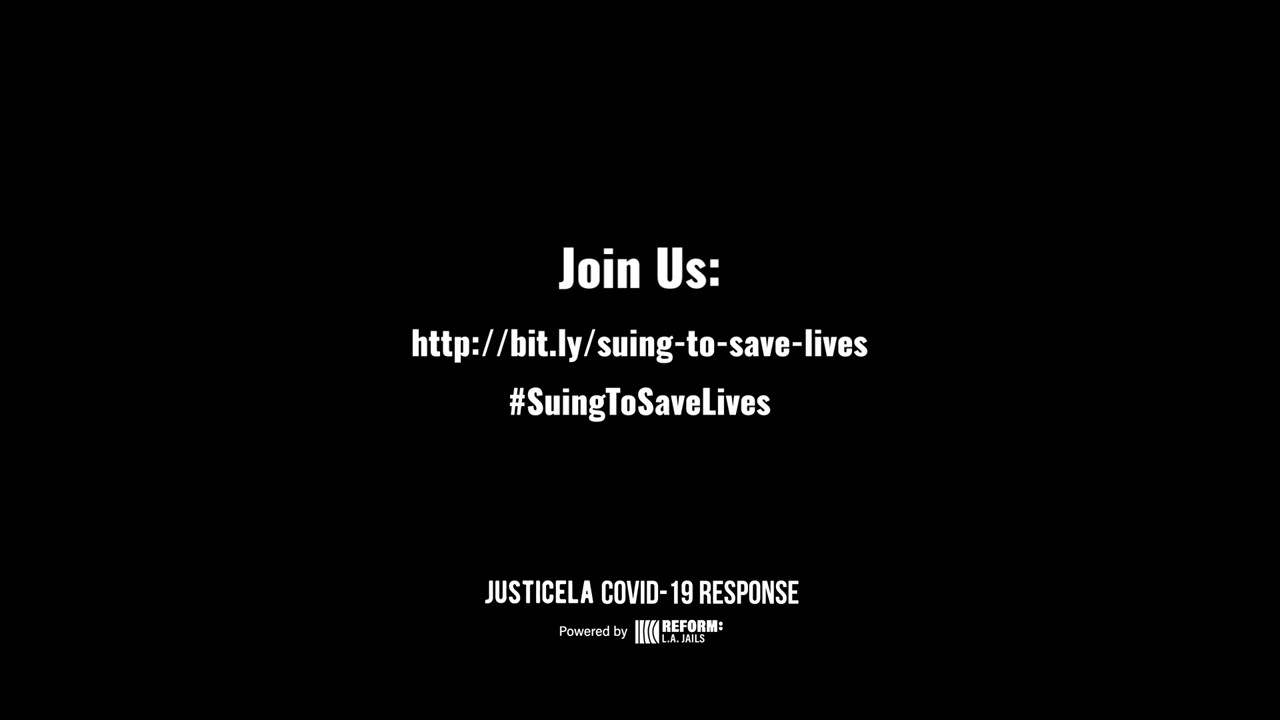 Join Us:
http://bit.ly/suing-to-save-lives
#SuingToSaveLives
JUSTICELA COVID-19 RESPONSE
Powered by REFORM:
L.A. JAILS